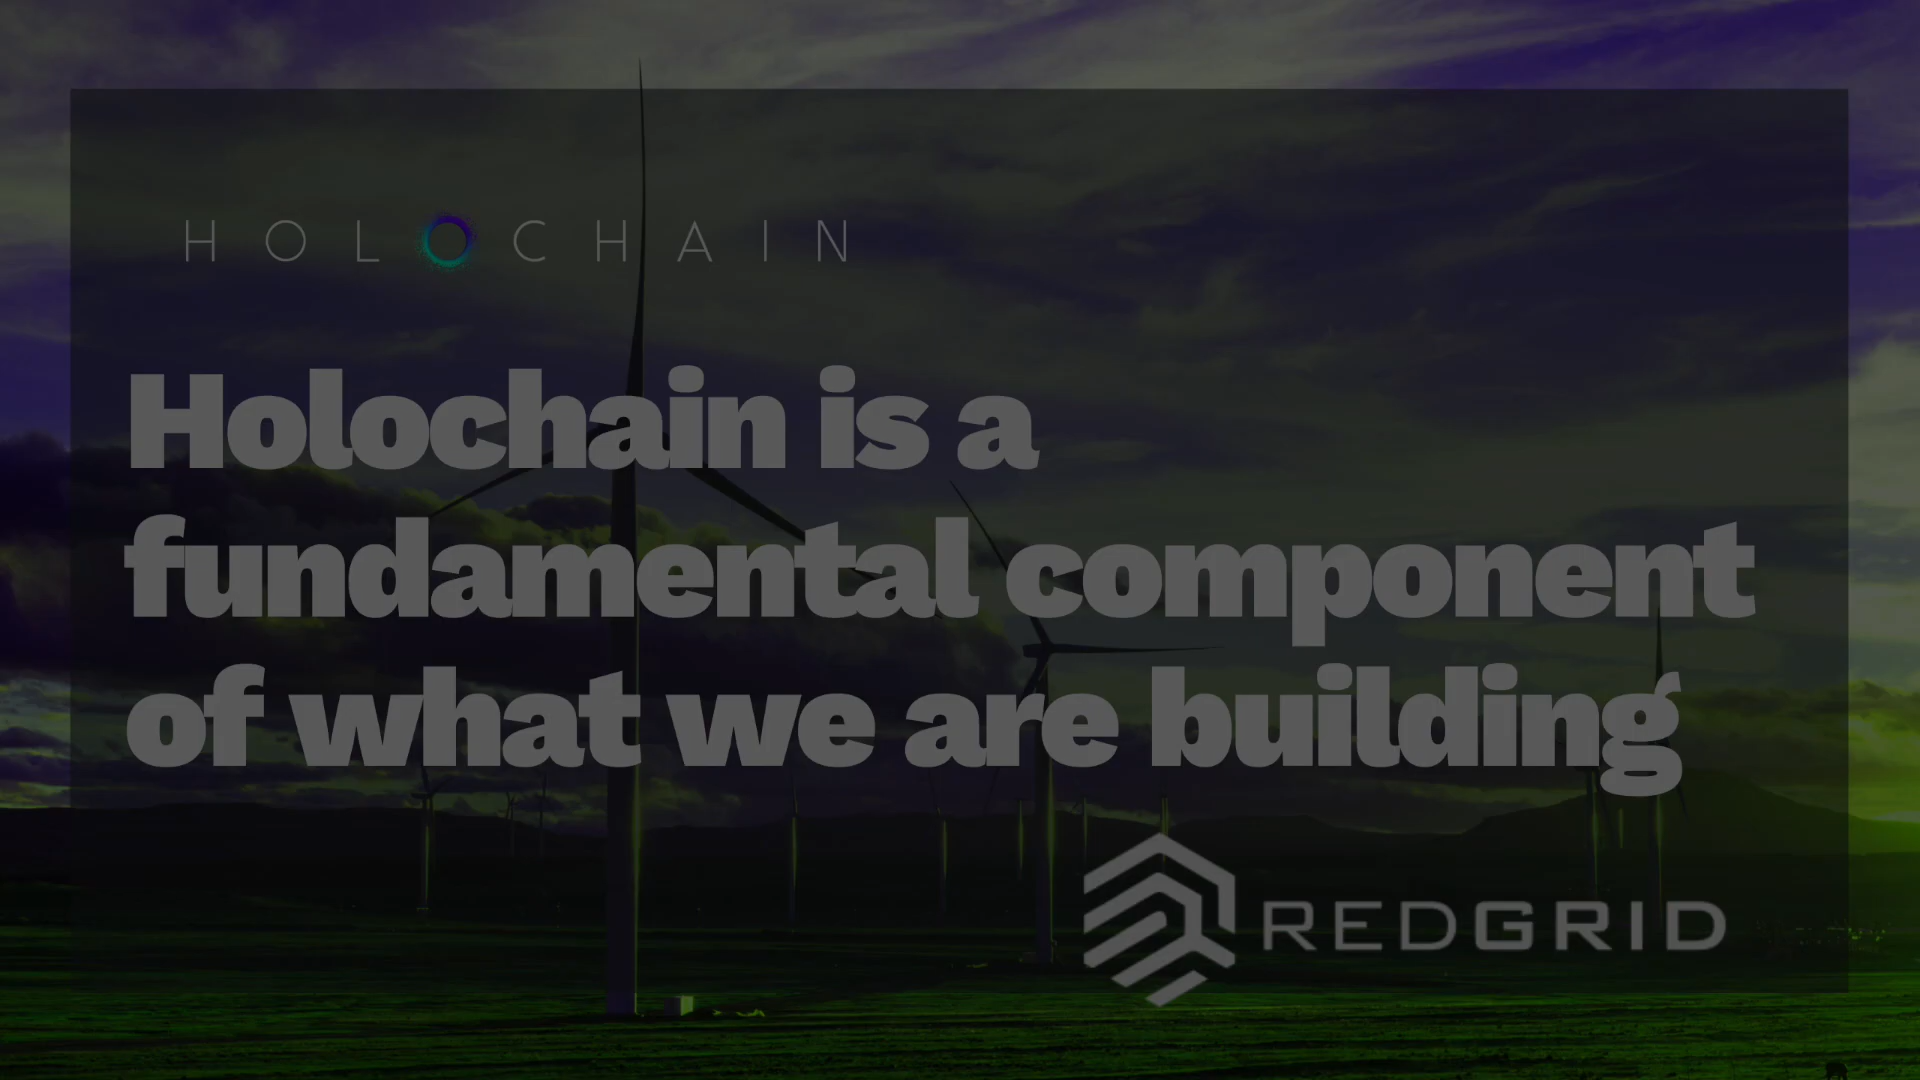 HOLOCHAIN
Holochain is a
fundamental component
of what we are building
REDGRID